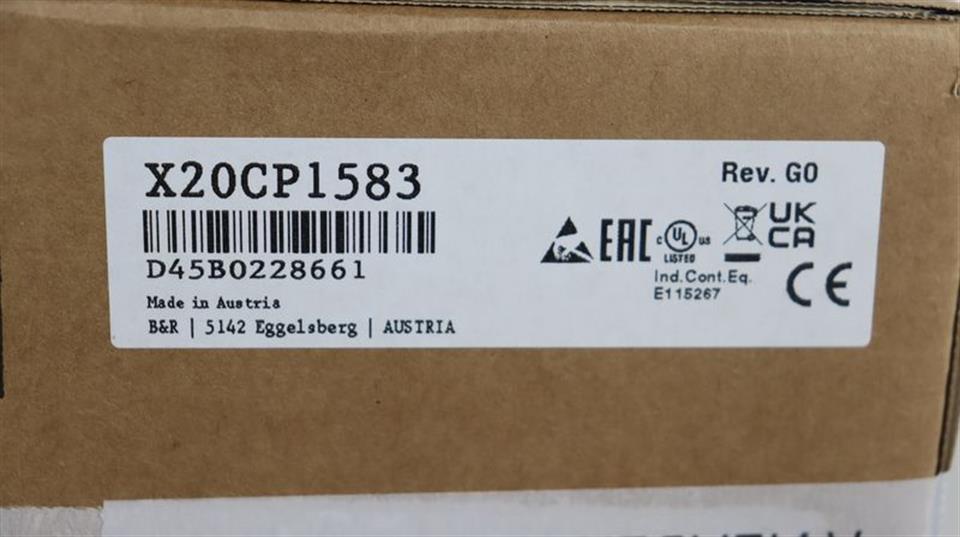 X20CP1583
D45B0228661
Made in Austria
B&R | 5142 Eggelsberg | AUSTRIA
Rev. G0
EAC
c UL us
LISTED
Ind.Cont.Eq.
E115267
UK
CA
CE